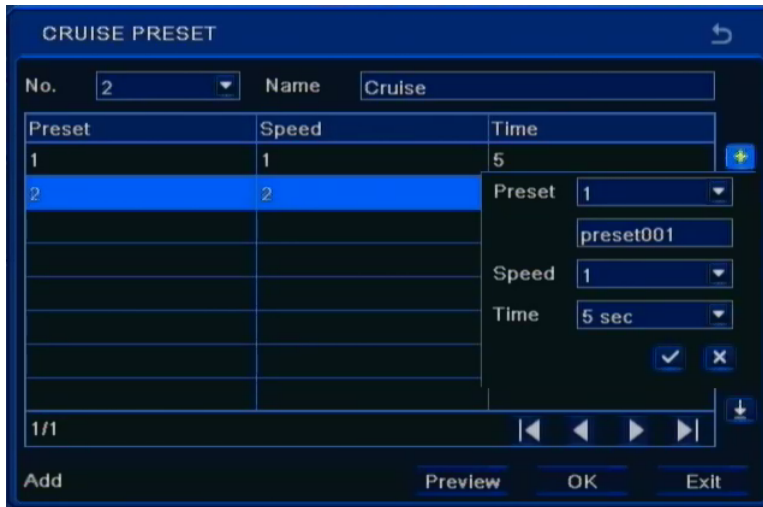 CRUISE PRESET
No. 2 Name Cruise
Preset Speed Time
1 1 5
2 2
Preset 1
preset001
Speed 1
Time 5 sec
1/1
Add Preview OK Exit